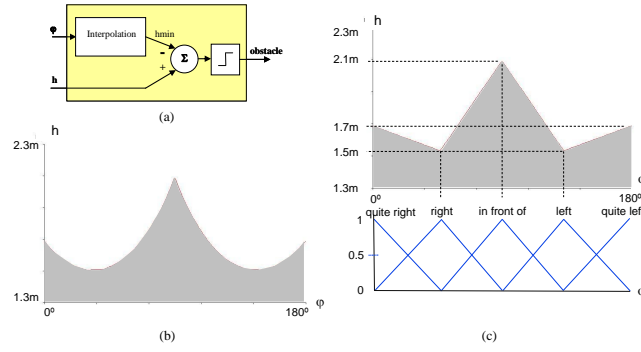 φ
Interpolation
hmin
-
Σ
+
h
obstacle
(a)
h
2.3m
1.3m
0º
180º
φ
(b)
h
2.3m
2.1m
1.7m
1.5m
1.3m
0º
180º
quite right right in front of left quite left
1
0.5
0
(c)